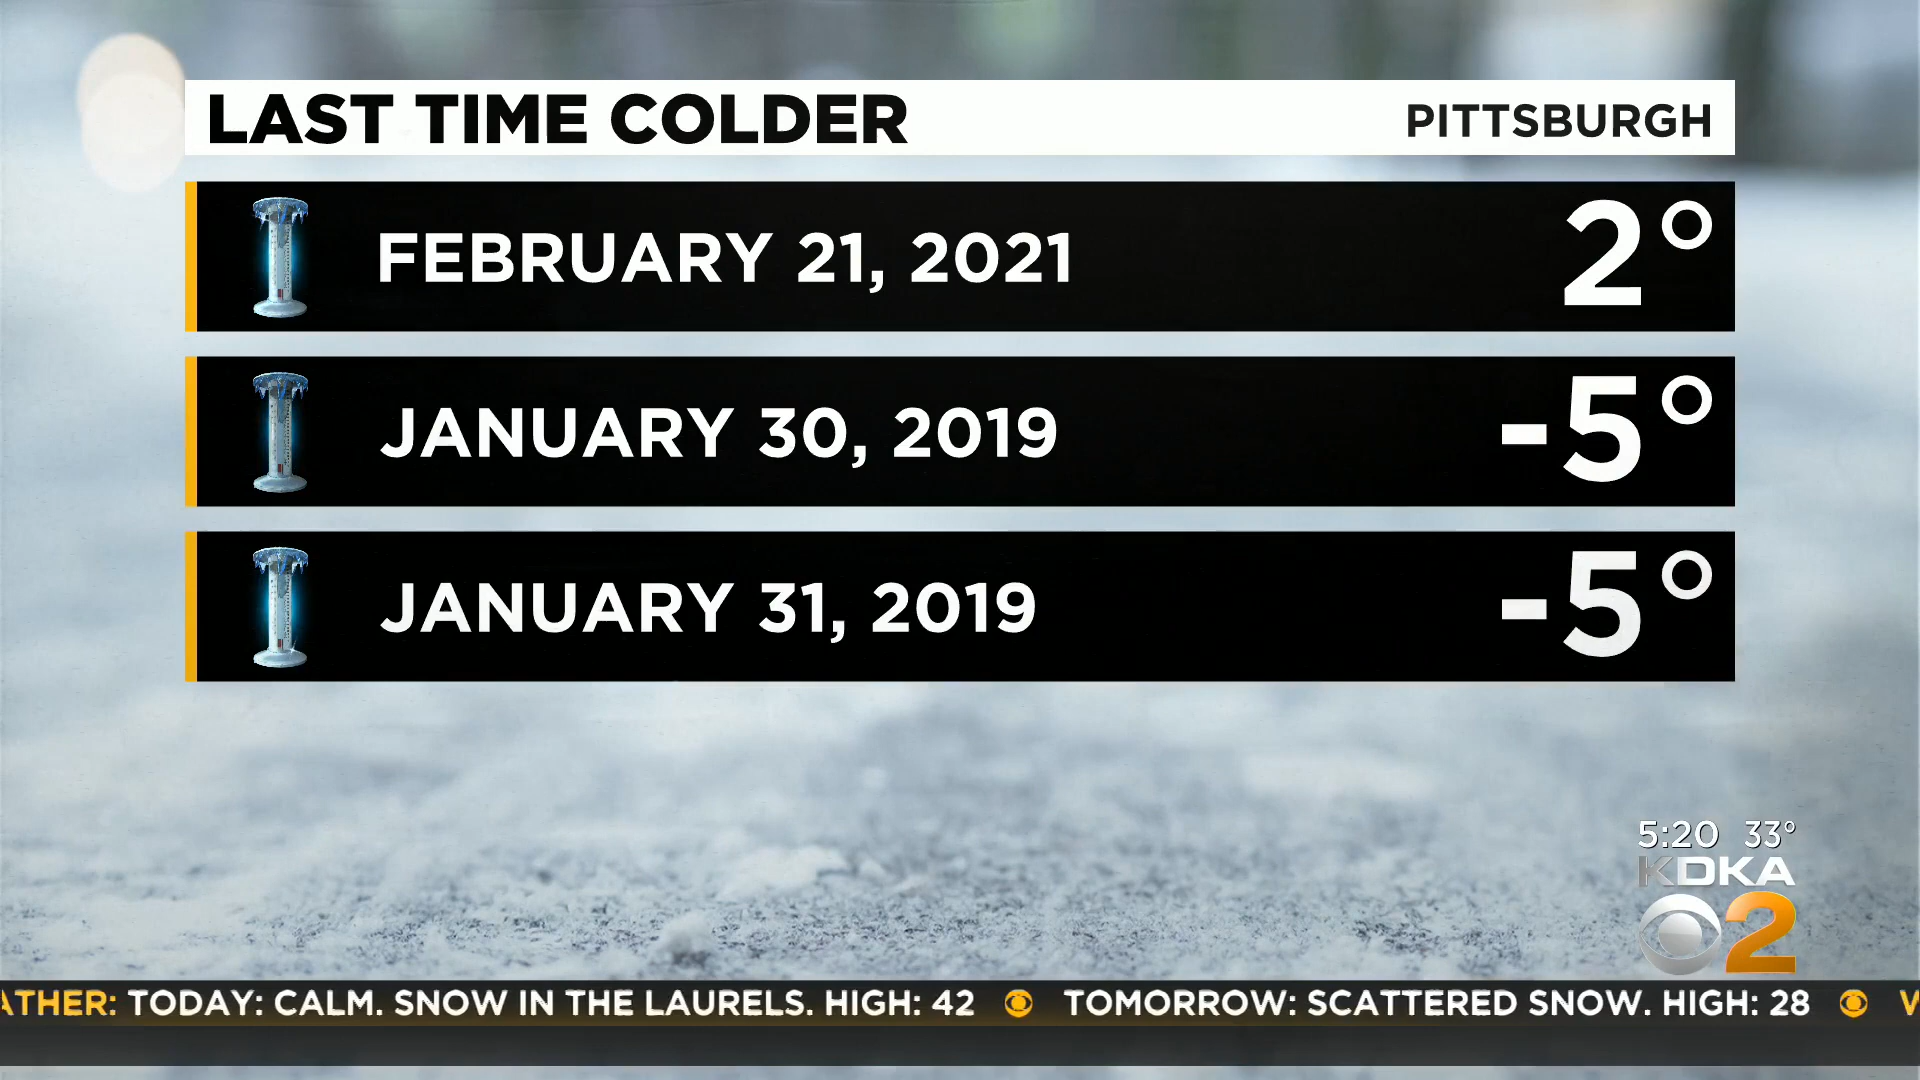 LAST TIME COLDER
PITTSBURGH
FEBRUARY 21, 2021 2°
JANUARY 30, 2019 -5°
JANUARY 31, 2019 -5°
5:20 33°
KDKA
2
ATHER: TODAY: CALM. SNOW IN THE LAURELS. HIGH: 42 TOMORROW: SCATTERED SNOW. HIGH: 28